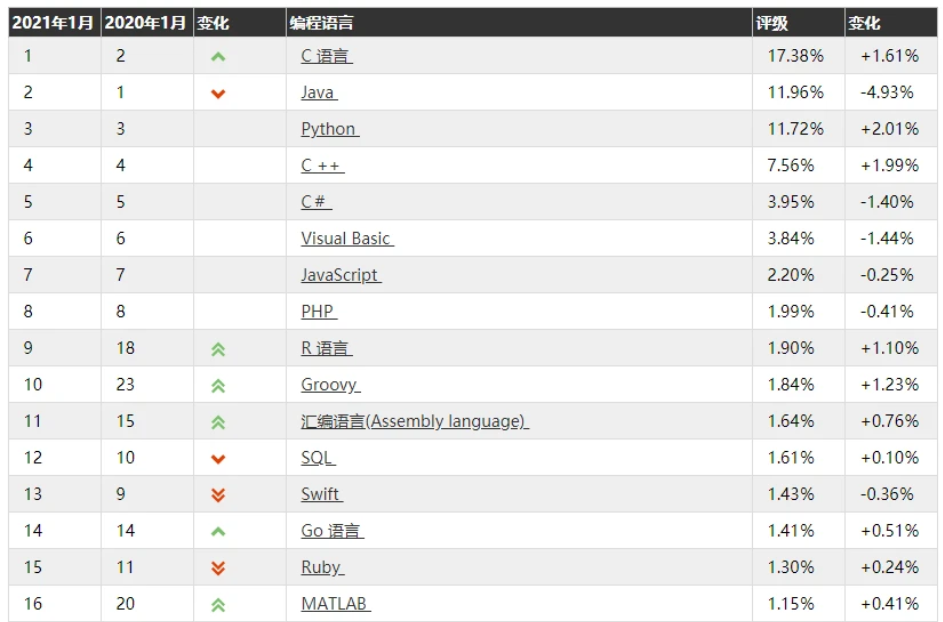 2021年1月 2020年1月 变化 编程语言 评级 变化
1 2 C 语言 17.38% +1.61%
2 1 Java 11.96% -4.93%
3 3 Python 11.72% +2.01%
4 4 C ++ 7.56% +1.99%
5 5 C# 3.95% -1.40%
6 6 Visual Basic 3.84% -1.44%
7 7 JavaScript 2.20% -0.25%
8 8 PHP 1.99% -0.41%
9 18 R 语言 1.90% +1.10%
10 23 Groovy 1.84% +1.23%
11 15 汇编语言(Assembly language) 1.64% +0.76%
12 10 SQL 1.61% +0.10%
13 9 Swift 1.43% -0.36%
14 14 Go 语言 1.41% +0.51%
15 11 Ruby 1.30% +0.24%
16 20 MATLAB 1.15% +0.41%